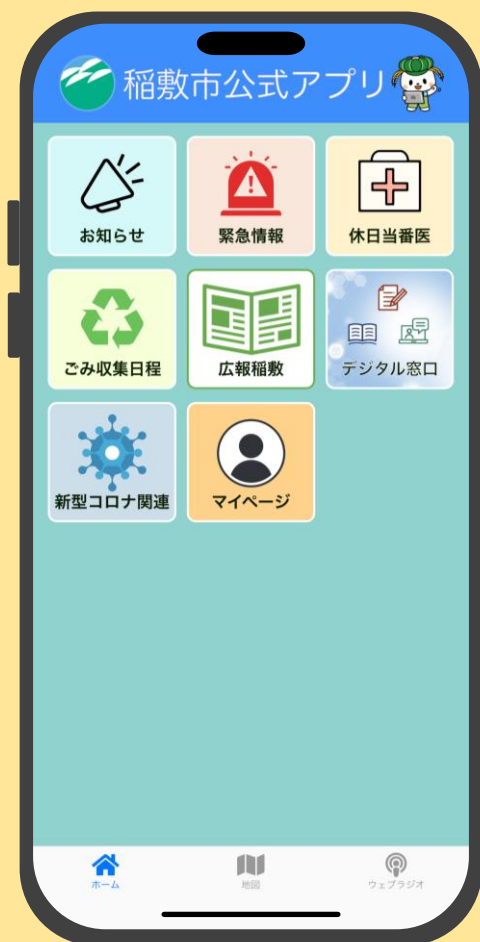 稲敷市公式アプリ
お知らせ
緊急情報
休日当番医
ごみ収集日程
広報稲敷
デジタル窓口
新型コロナ関連
マイページ
ホーム
地図
ウェブラジオ